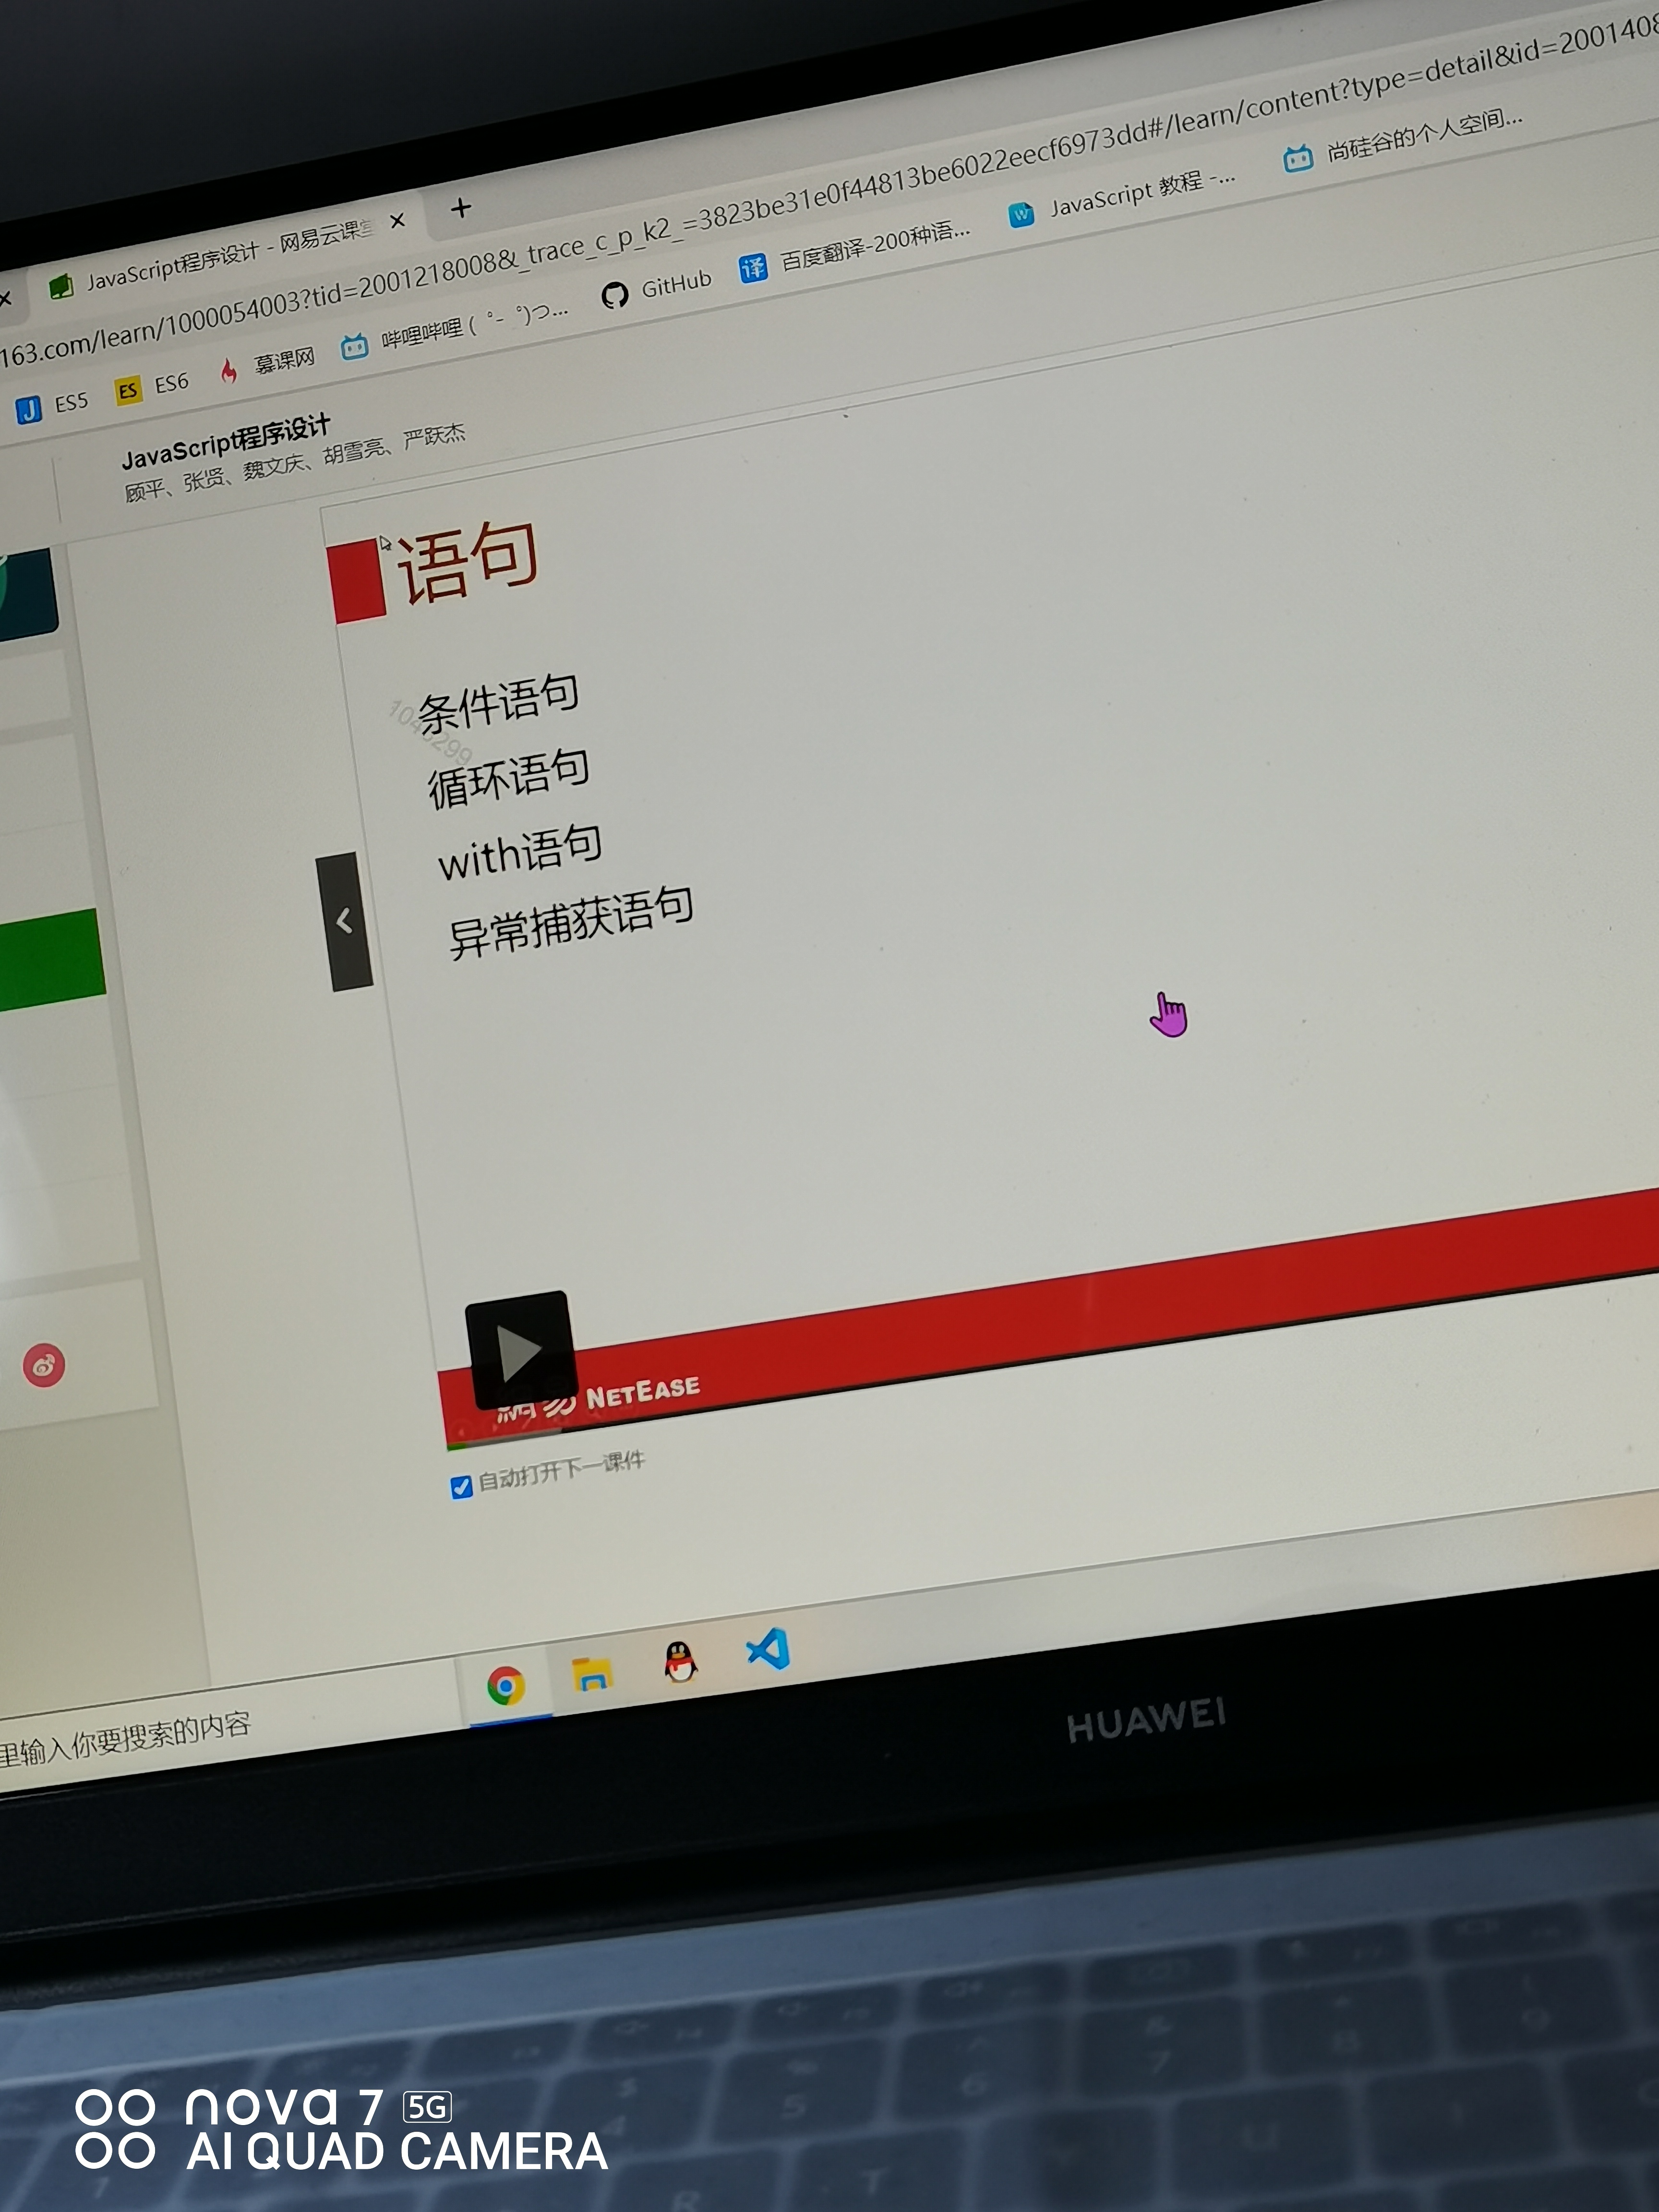 JavaScript程序设计 - 网易云课堂
163.com/learn/1000054003?tid=2001218008&_trace_c_p_k2_=3823be31e0f44813be6022eecf6973dd#/learn/content?type=detail&id=200140
ES5
ES ES6
慕课网
哔哩哔哩 ( ゜- ゜)つ...
GitHub
译 百度翻译-200种语...
W JavaScript 教程 -...
尚硅谷的个人空间...
JavaScript程序设计
顾平、张贤、魏文庆、胡雪亮、严跃杰
语句
条件语句
循环语句
with语句
异常捕获语句
網易 NETEASE
自动打开下一课件
里输入你要搜索的内容
HUAWEI
5
6
7
T
R
U
nova 7 5G
AI QUAD CAMERA